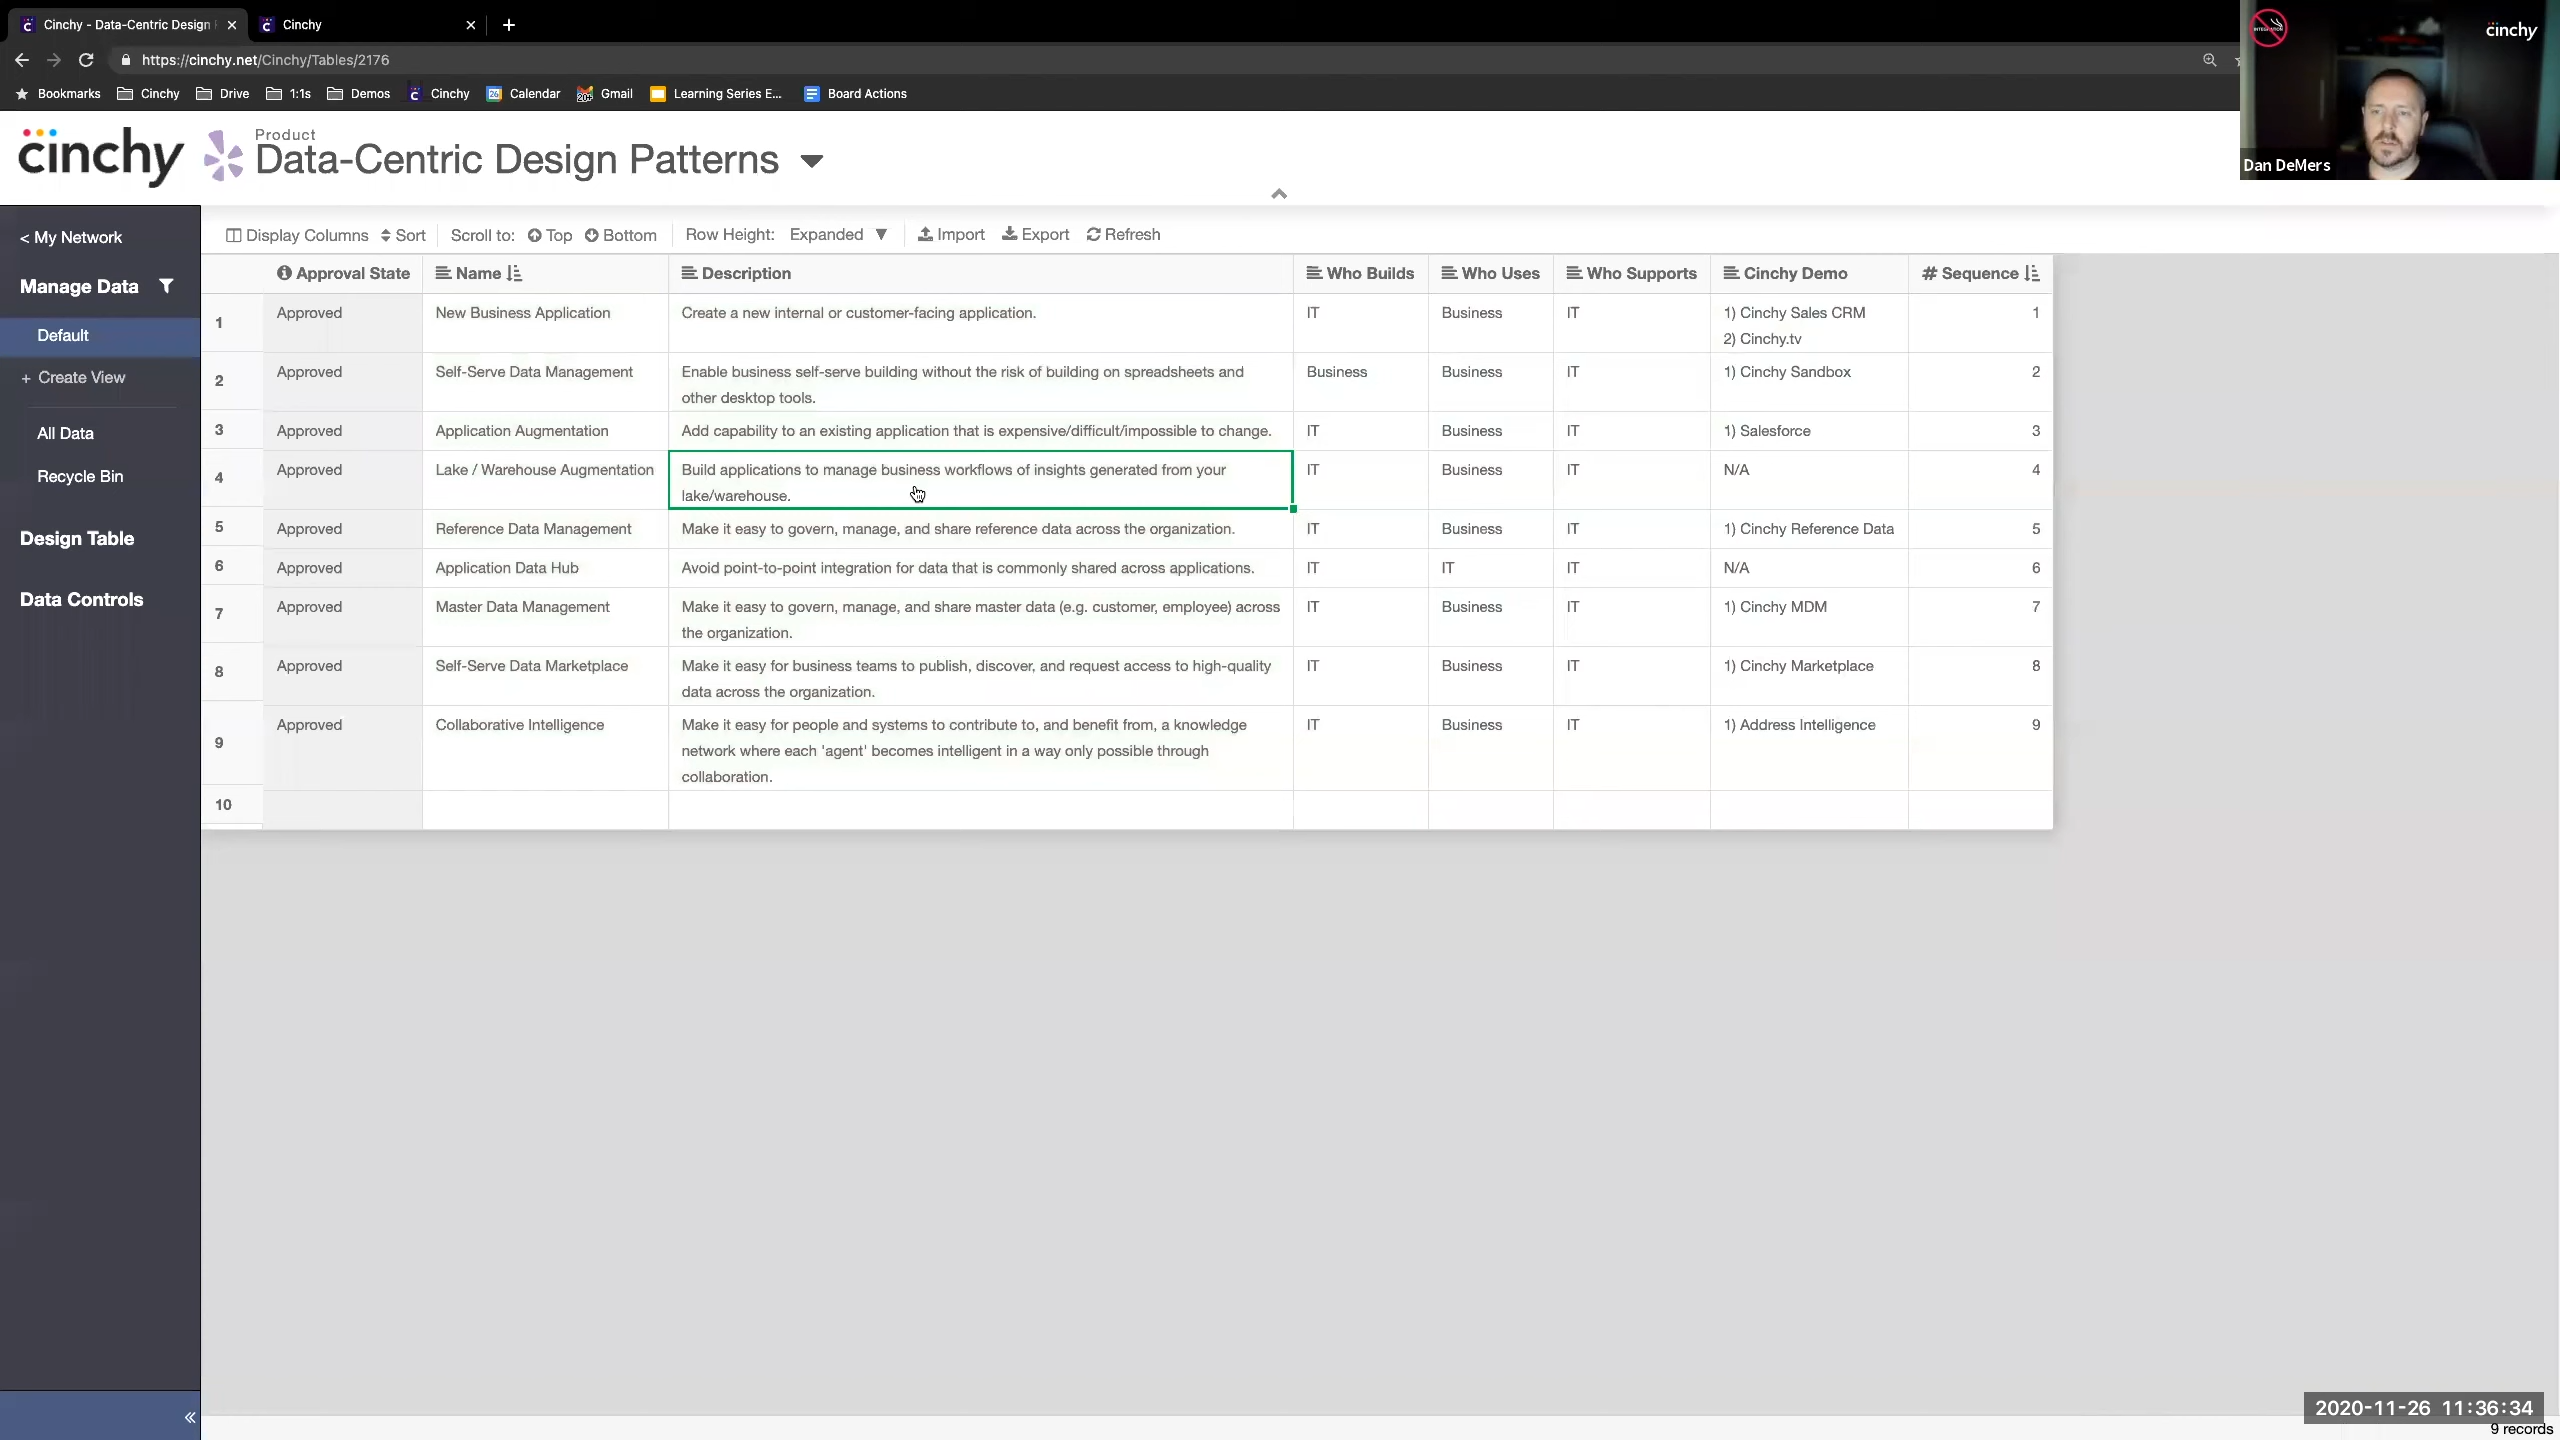 Cinchy - Data-Centric Design
Cinchy
https://cinchy.net/Cinchy/Tables/2176
Bookmarks Cinchy Drive 1:1s Demos Cinchy Calendar Gmail Learning Series E... Board Actions
cinchy
Dan DeMers
cinchy
Product
Data-Centric Design Patterns
< My Network
Manage Data
Default
+ Create View
All Data
Recycle Bin
Design Table
Data Controls
Display Columns Sort Scroll to: Top Bottom Row Height: Expanded Import Export Refresh
Approval State Name Description Who Builds Who Uses Who Supports Cinchy Demo # Sequence
1 Approved New Business Application Create a new internal or customer-facing application. IT Business IT 1) Cinchy Sales CRM 1
2) Cinchy.tv
2 Approved Self-Serve Data Management Enable business self-serve building without the risk of building on spreadsheets and Business Business IT 1) Cinchy Sandbox 2
other desktop tools.
3 Approved Application Augmentation Add capability to an existing application that is expensive/difficult/impossible to change. IT Business IT 1) Salesforce 3
4 Approved Lake / Warehouse Augmentation Build applications to manage business workflows of insights generated from your IT Business IT N/A 4
lake/warehouse.
5 Approved Reference Data Management Make it easy to govern, manage, and share reference data across the organization. IT Business IT 1) Cinchy Reference Data 5
6 Approved Application Data Hub Avoid point-to-point integration for data that is commonly shared across applications. IT IT IT N/A 6
7 Approved Master Data Management Make it easy to govern, manage, and share master data (e.g. customer, employee) across IT Business IT 1) Cinchy MDM 7
the organization.
8 Approved Self-Serve Data Marketplace Make it easy for business teams to publish, discover, and request access to high-quality IT Business IT 1) Cinchy Marketplace 8
data across the organization.
9 Approved Collaborative Intelligence Make it easy for people and systems to contribute to, and benefit from, a knowledge IT Business IT 1) Address Intelligence 9
network where each 'agent' becomes intelligent in a way only possible through
collaboration.
10
2020-11-26 11:36:34
9 records